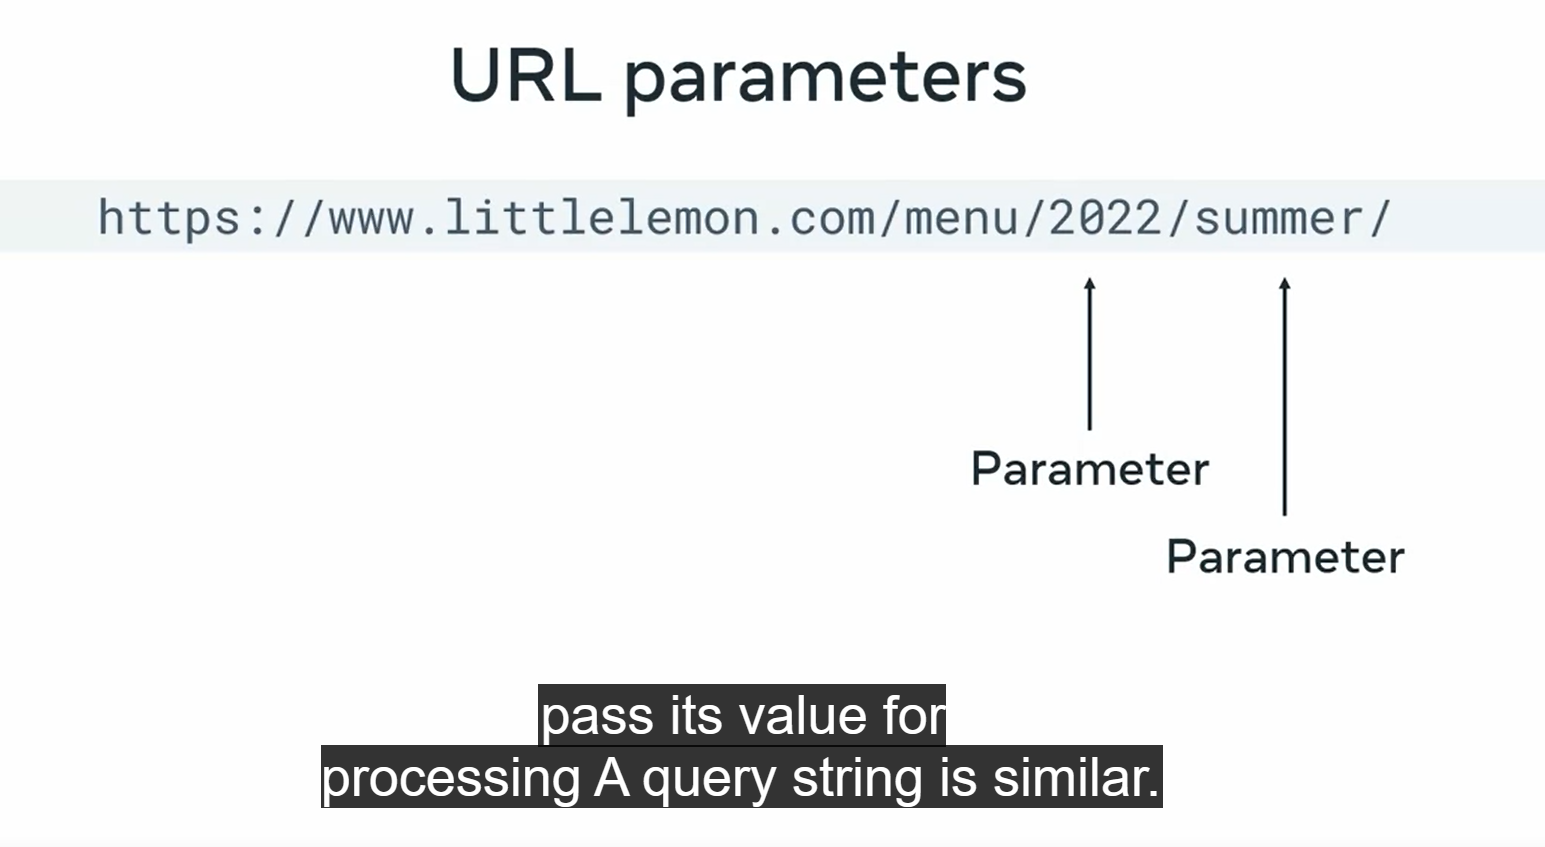 URL parameters
https://www.littlelemon.com/menu/2022/summer/
Parameter
Parameter
pass its value for
processing A query string is similar.